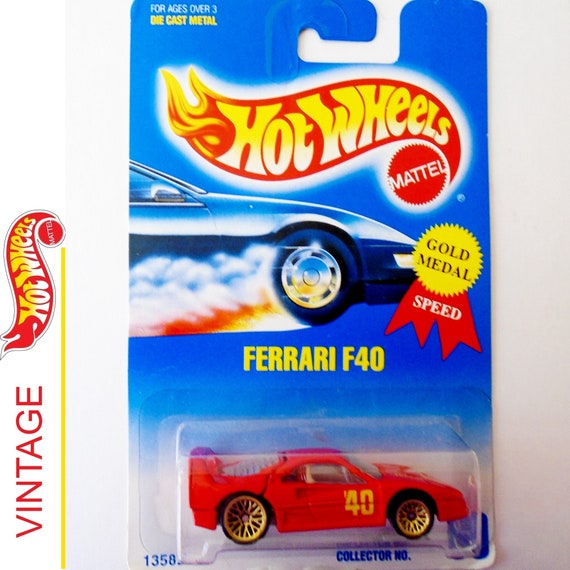 FOR AGES OVER 3
DIE CAST METAL
HOT WHEELS
MATTEL
®
GOLD
MEDAL
SPEED
FERRARI F40
'40
COLLECTOR NO.
HOT WHEELS
MATTEL
VINTAGE